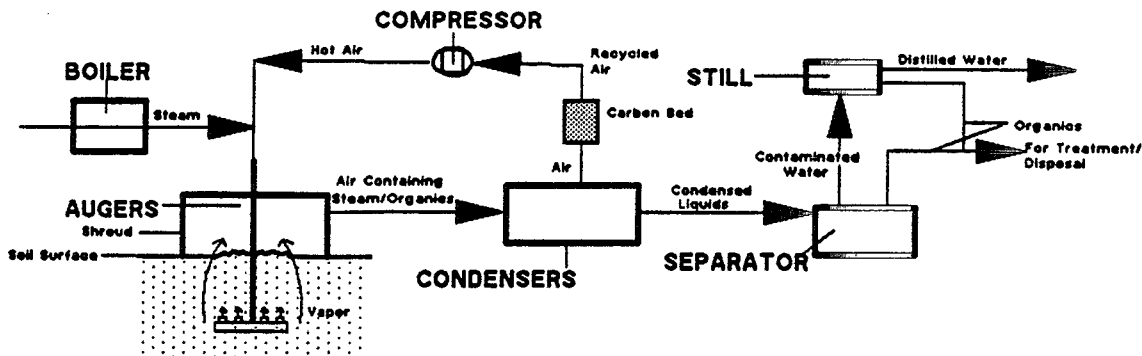 COMPRESSOR
Hot Air
Recycled
Air
BOILER
Steam
STILL
Distilled Water
Carbon Bed
Organics
For Treatment/
Disposal
Contaminated
Water
Air
Air Containing
Steam/Organics
Condensed
Liquids
AUGERS
Shroud
Soil Surface
CONDENSERS
SEPARATOR
Vapor